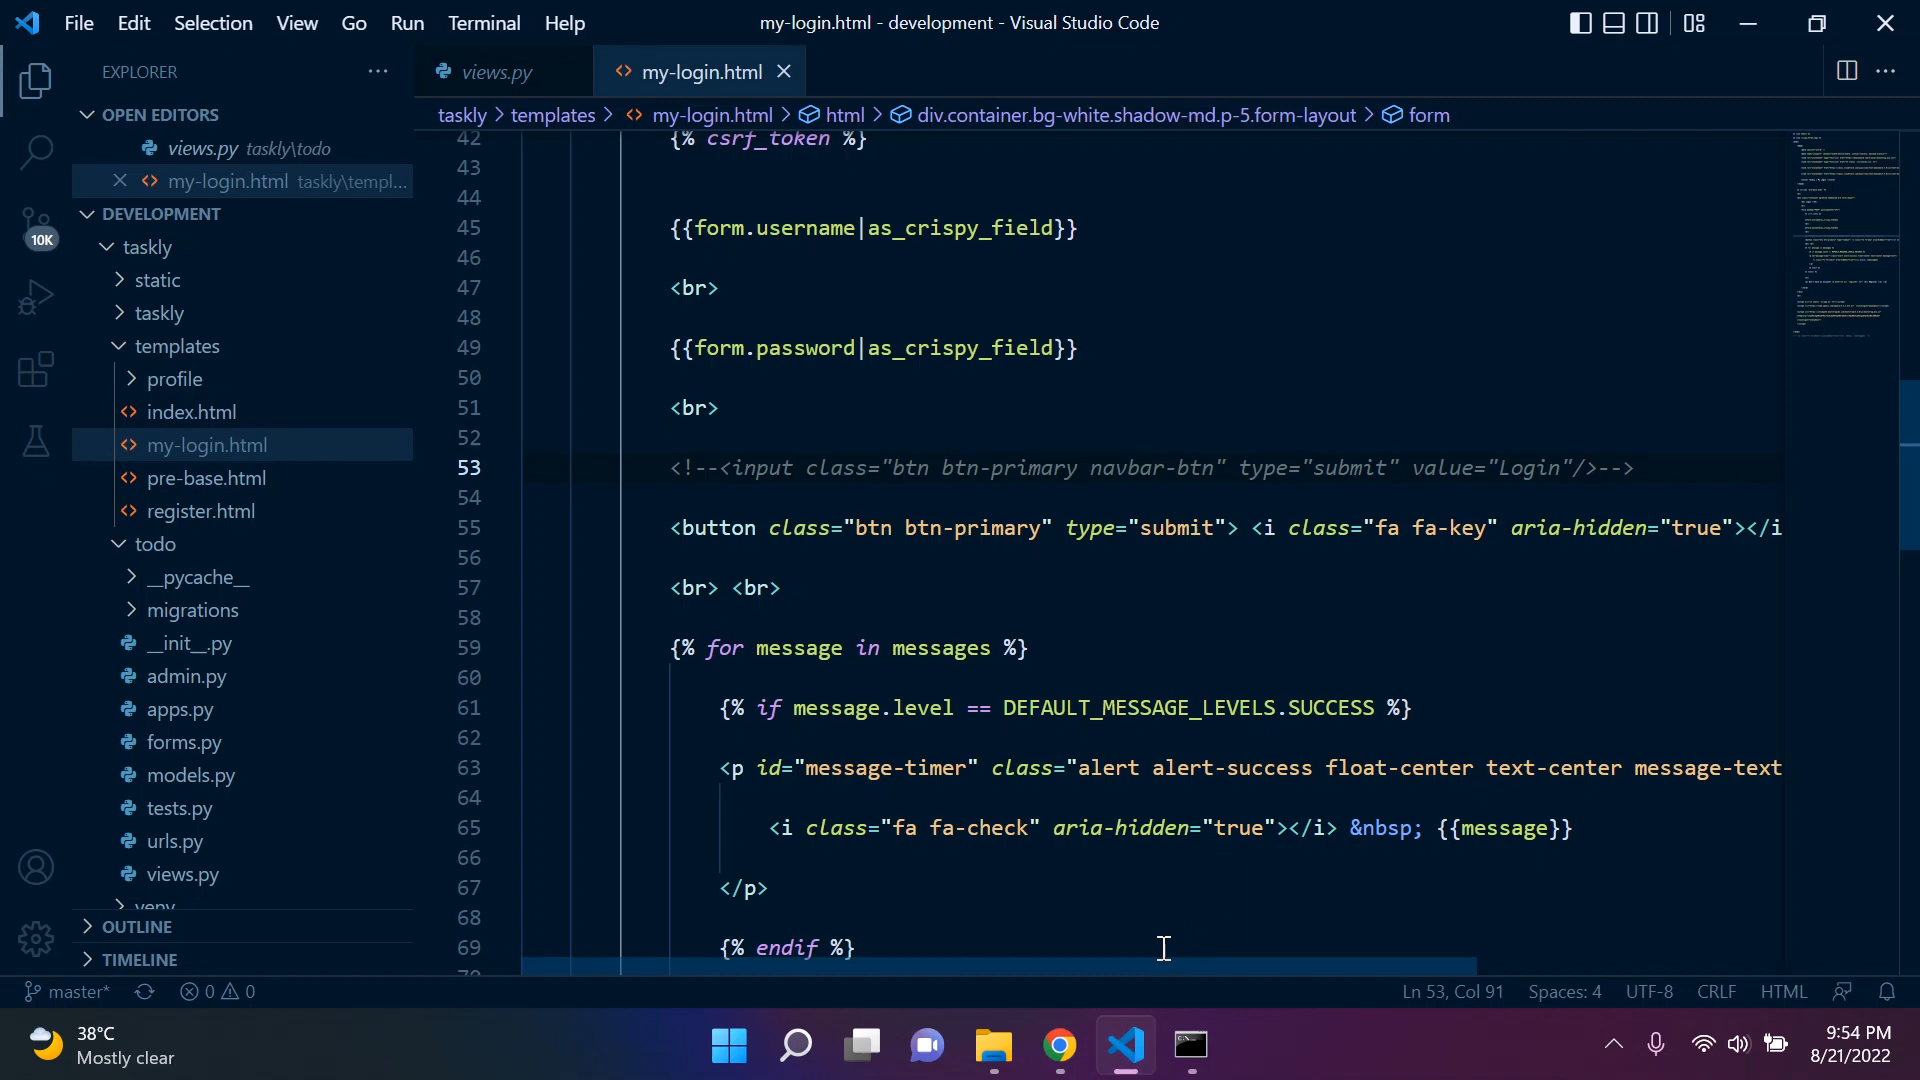 File Edit Selection View Go Run Terminal Help
my-login.html - development - Visual Studio Code
EXPLORER
OPEN EDITORS
views.py taskly\todo
my-login.html taskly\templ...
DEVELOPMENT
taskly
static
taskly
templates
profile
index.html
my-login.html
pre-base.html
register.html
todo
__pycache__
migrations
__init__.py
admin.py
apps.py
forms.py
models.py
tests.py
urls.py
views.py
venv
OUTLINE
TIMELINE
10K
views.py
my-login.html
taskly > templates > my-login.html > html > div.container.bg-white.shadow-md.p-5.form-layout > form
42 {% csrf_token %}
43
44
45 {{form.username|as_crispy_field}}
46
47 <br>
48
49 {{form.password|as_crispy_field}}
50
51 <br>
52
53 <!--<input class="btn btn-primary navbar-btn" type="submit" value="Login"/>-->
54
55 <button class="btn btn-primary" type="submit"> <i class="fa fa-key" aria-hidden="true"></i
56
57 <br> <br>
58
59 {% for message in messages %}
60
61 {% if message.level == DEFAULT_MESSAGE_LEVELS.SUCCESS %}
62
63 <p id="message-timer" class="alert alert-success float-center text-center message-text
64
65 <i class="fa fa-check" aria-hidden="true"></i> &nbsp; {{message}}
66
67 </p>
68
69 {% endif %}
70
master* 0 0
Ln 53, Col 91 Spaces: 4 UTF-8 CRLF HTML
38°C
Mostly clear
9:54 PM
8/21/2022